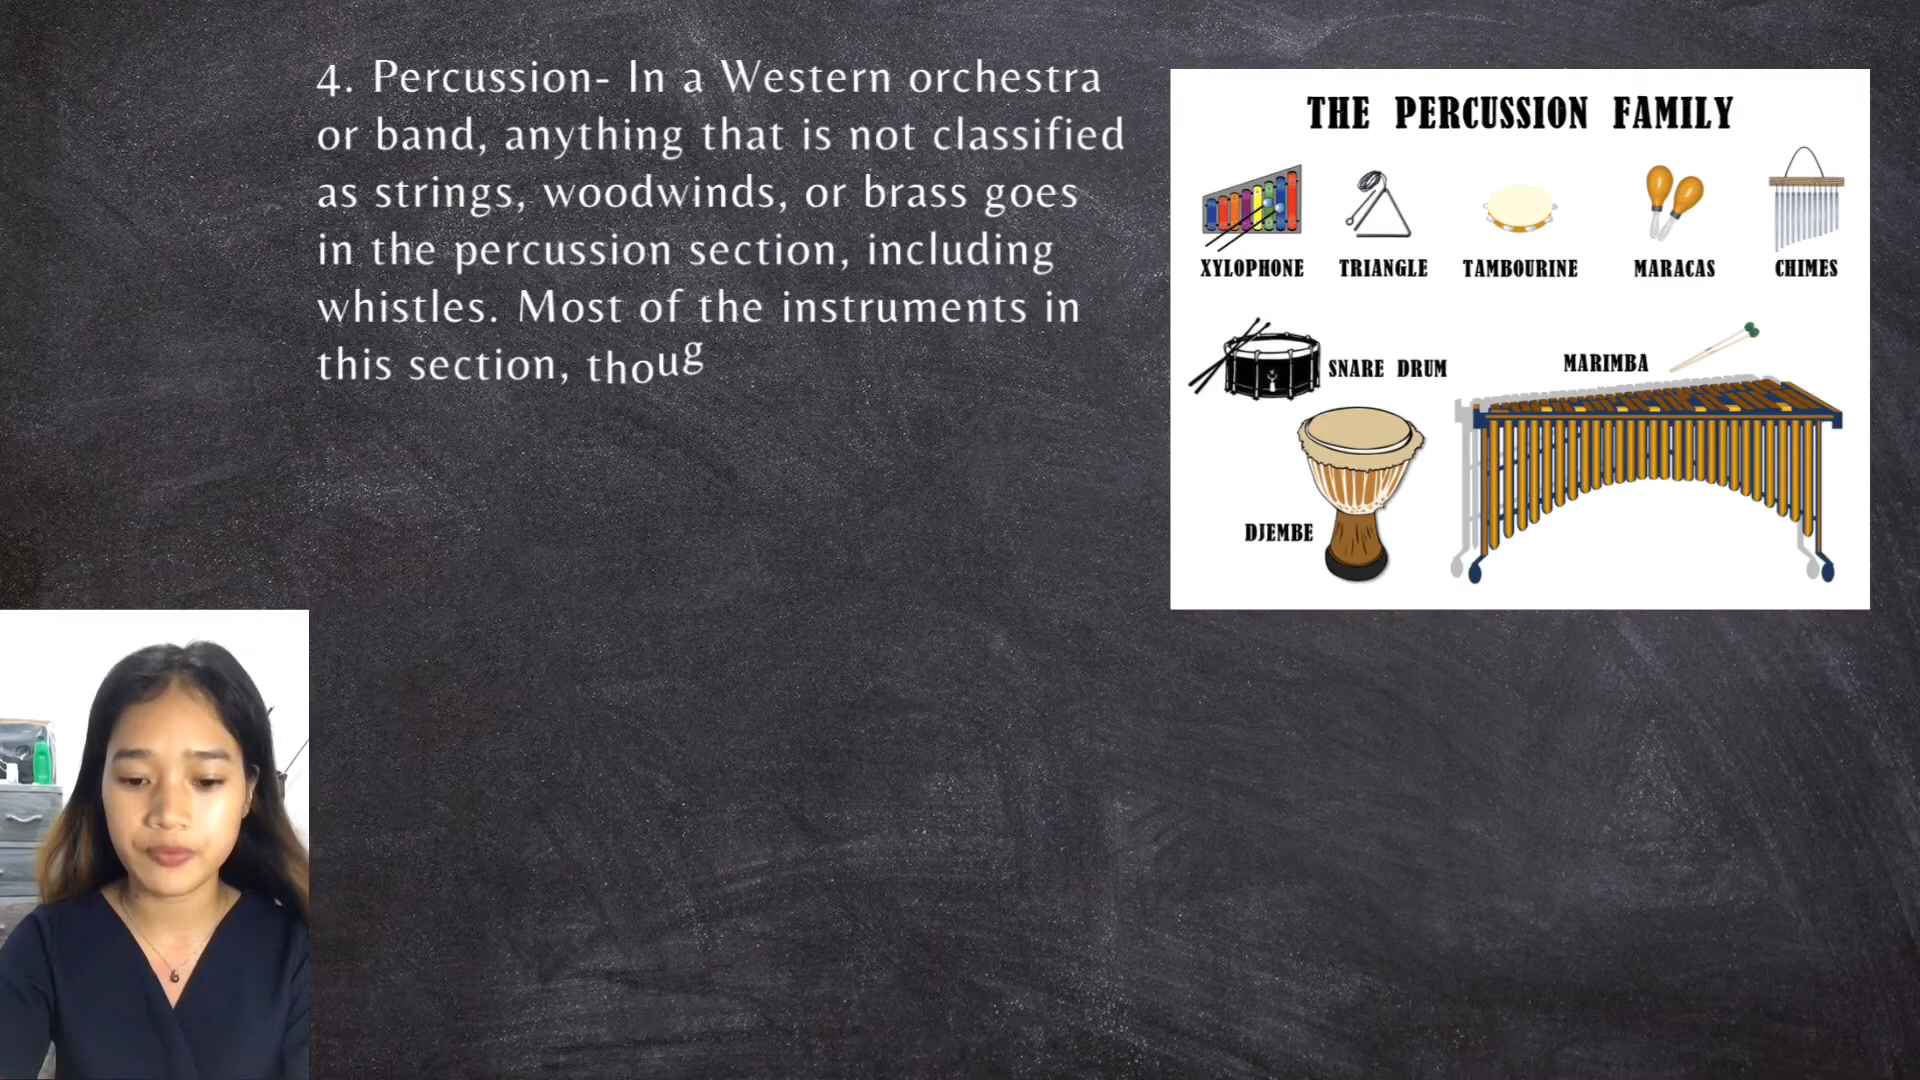 4. Percussion- In a Western orchestra
or band, anything that is not classified
as strings, woodwinds, or brass goes
in the percussion section, including
whistles. Most of the instruments in
this section, thoug
THE PERCUSSION FAMILY
XYLOPHONE TRIANGLE TAMBOURINE MARACAS CHIMES
SNARE DRUM
MARIMBA
DJEMBE